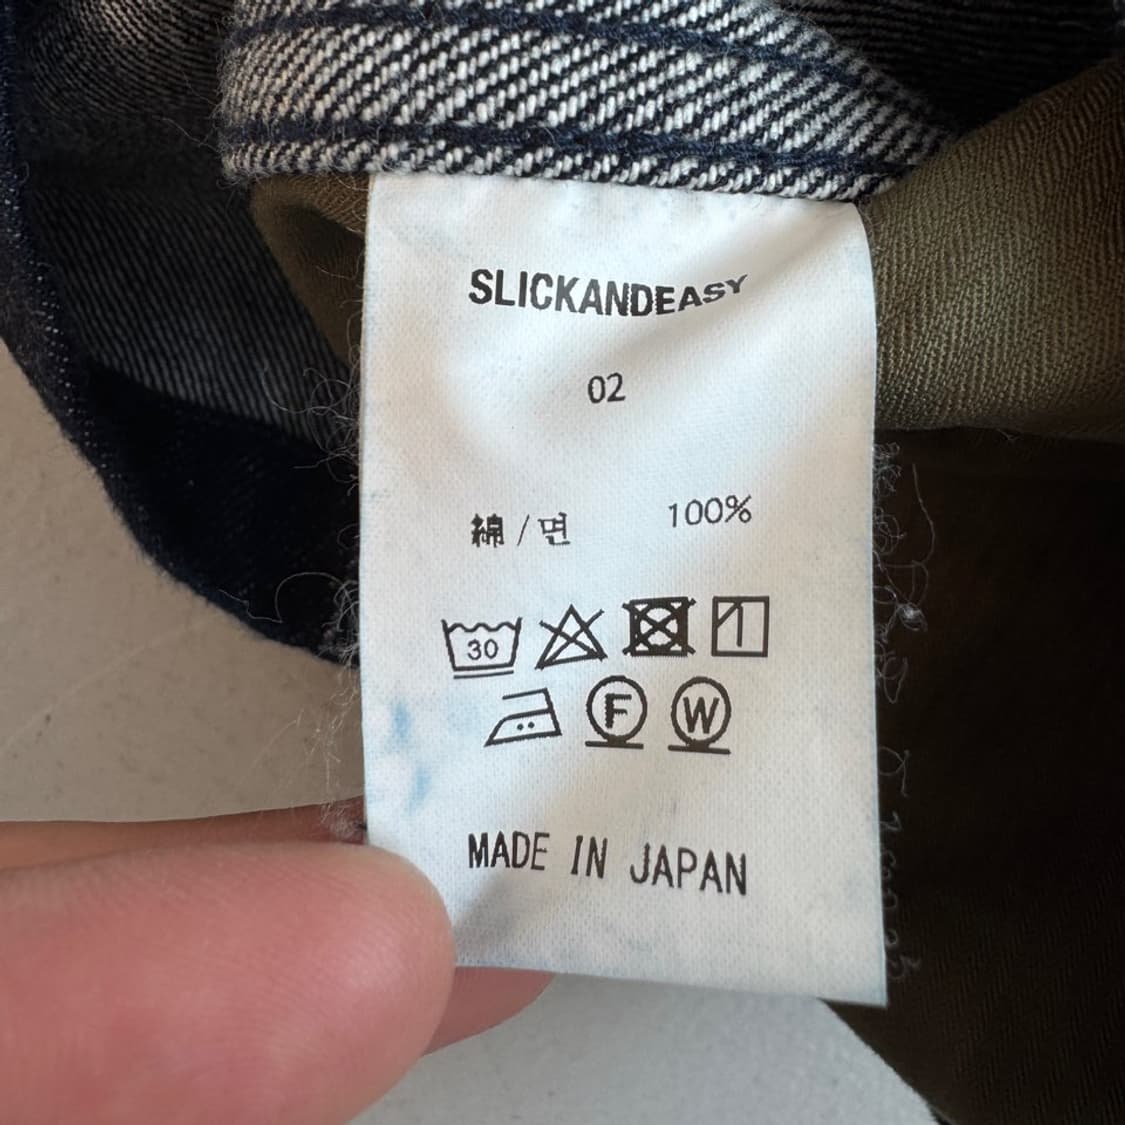 SLICKANDEASY
02
綿 / 면 100%
30
F W
MADE IN JAPAN